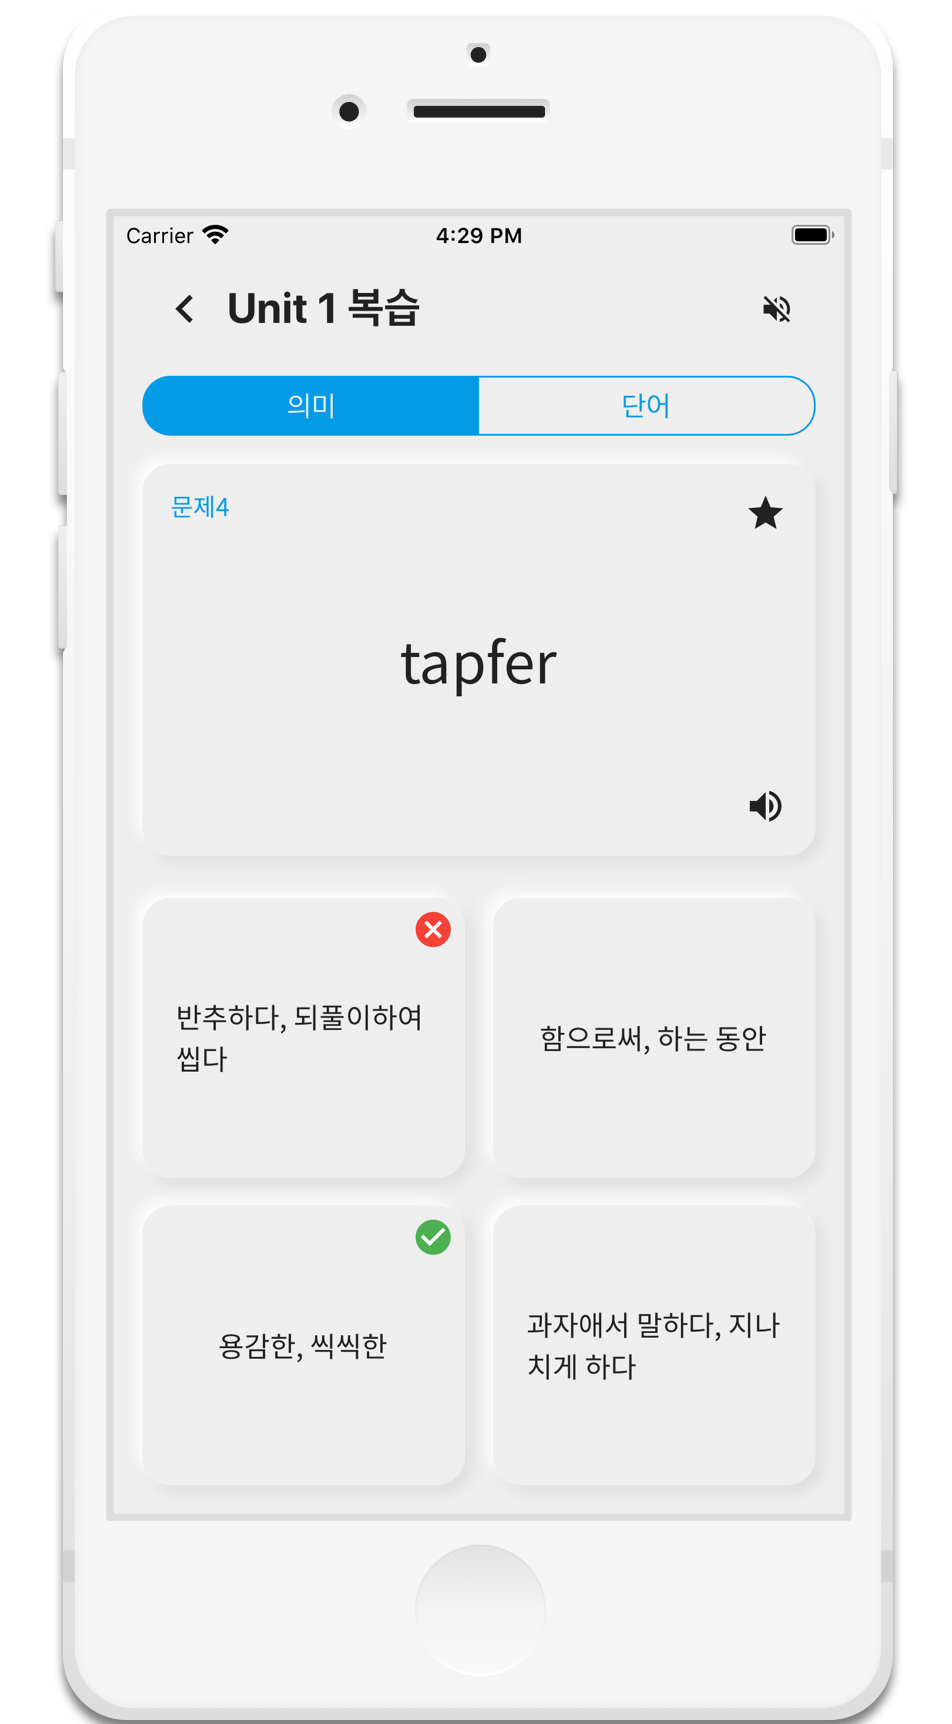 Carrier 4:29 PM
Unit 1 복습
의미 단어
문제4
tapfer
반추하다, 되풀이하여
씹다
함으로써, 하는 동안
용감한, 씩씩한
과자애서 말하다, 지나
치게 하다